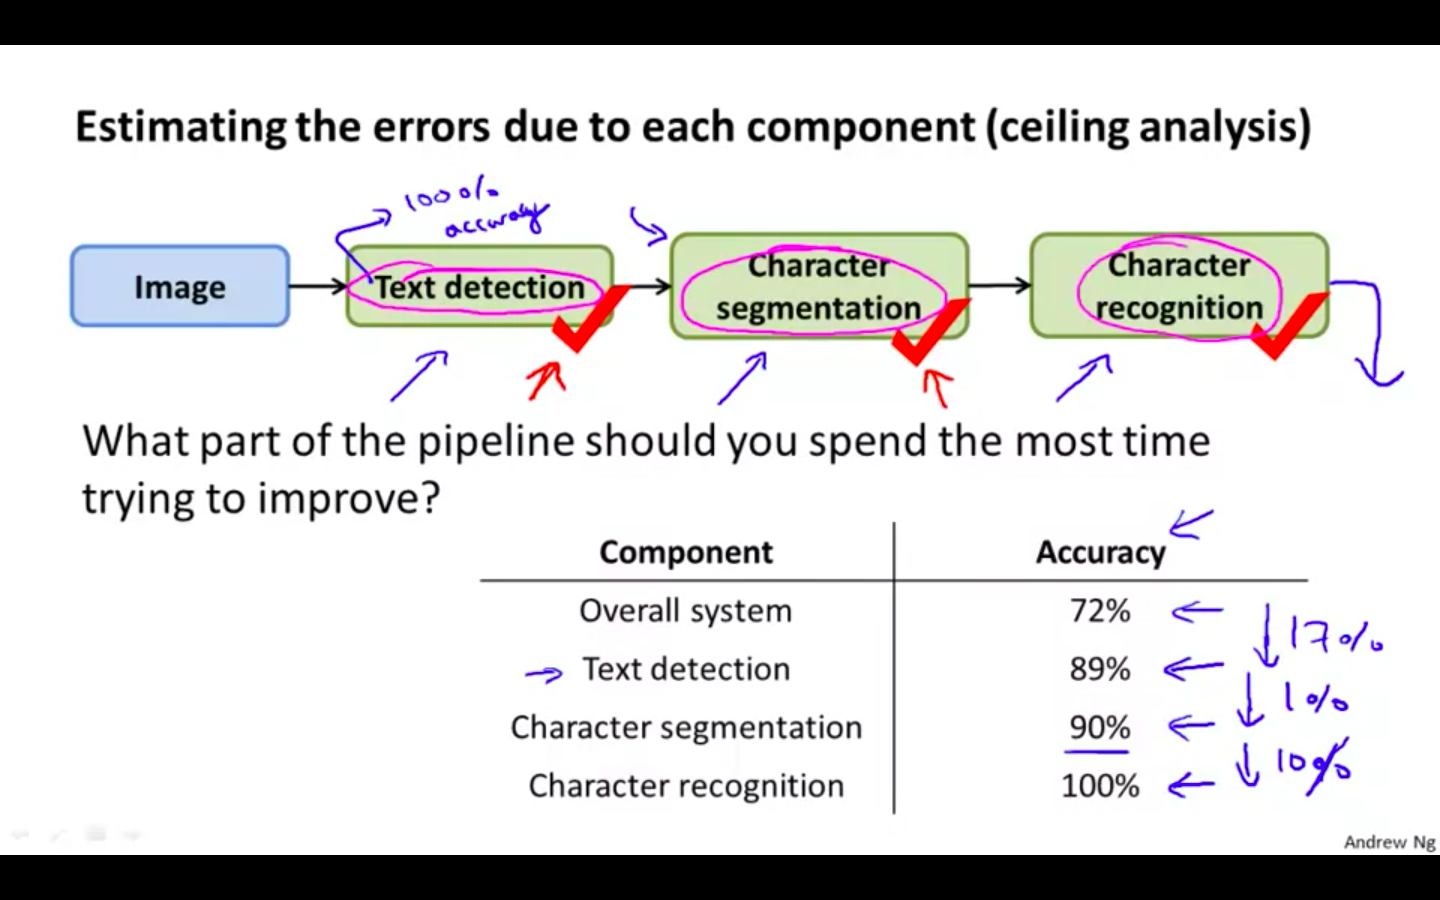 Estimating the errors due to each component (ceiling analysis)
100%
accuracy
Image
Text detection
Character
segmentation
Character
recognition
What part of the pipeline should you spend the most time
trying to improve?
Component Accuracy
Overall system 72%
17%
Text detection 89%
1%
Character segmentation 90%
10%
Character recognition 100%
Andrew Ng